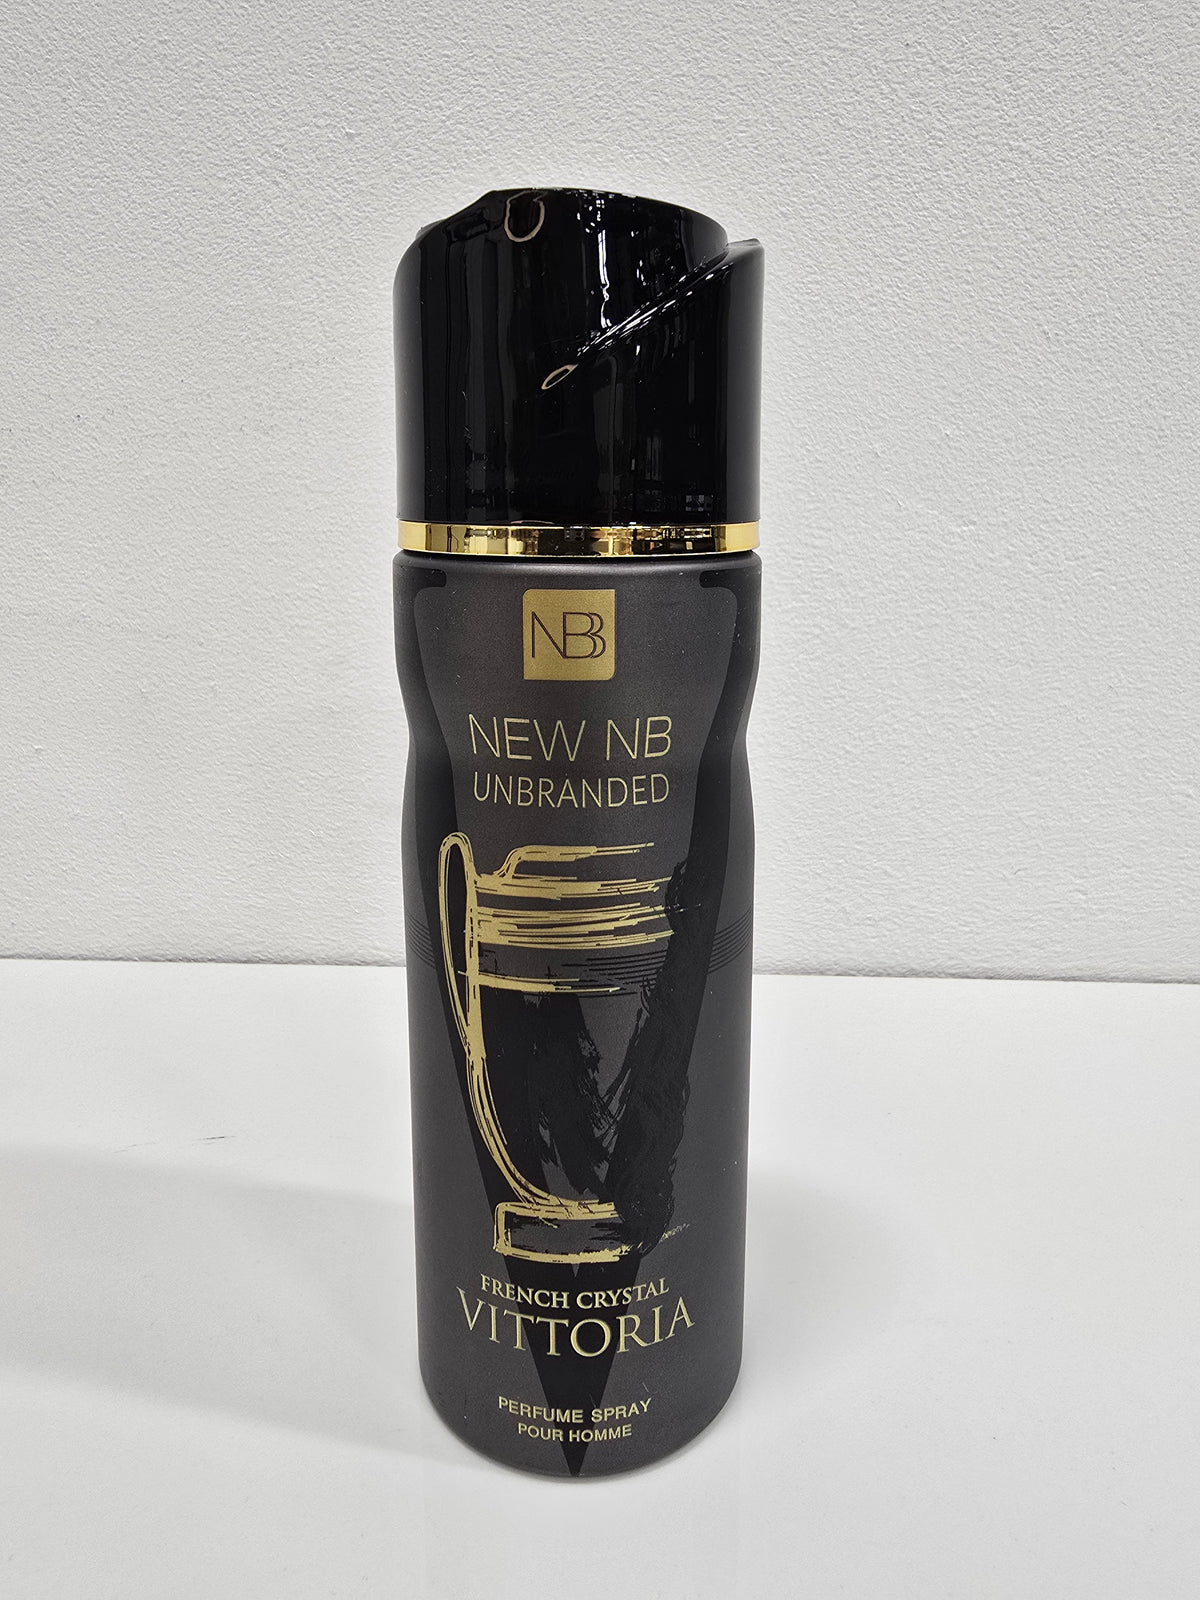 NB
NEW NB
UNBRANDED
FRENCH CRYSTAL
VITTORIA
PERFUME SPRAY
POUR HOMME